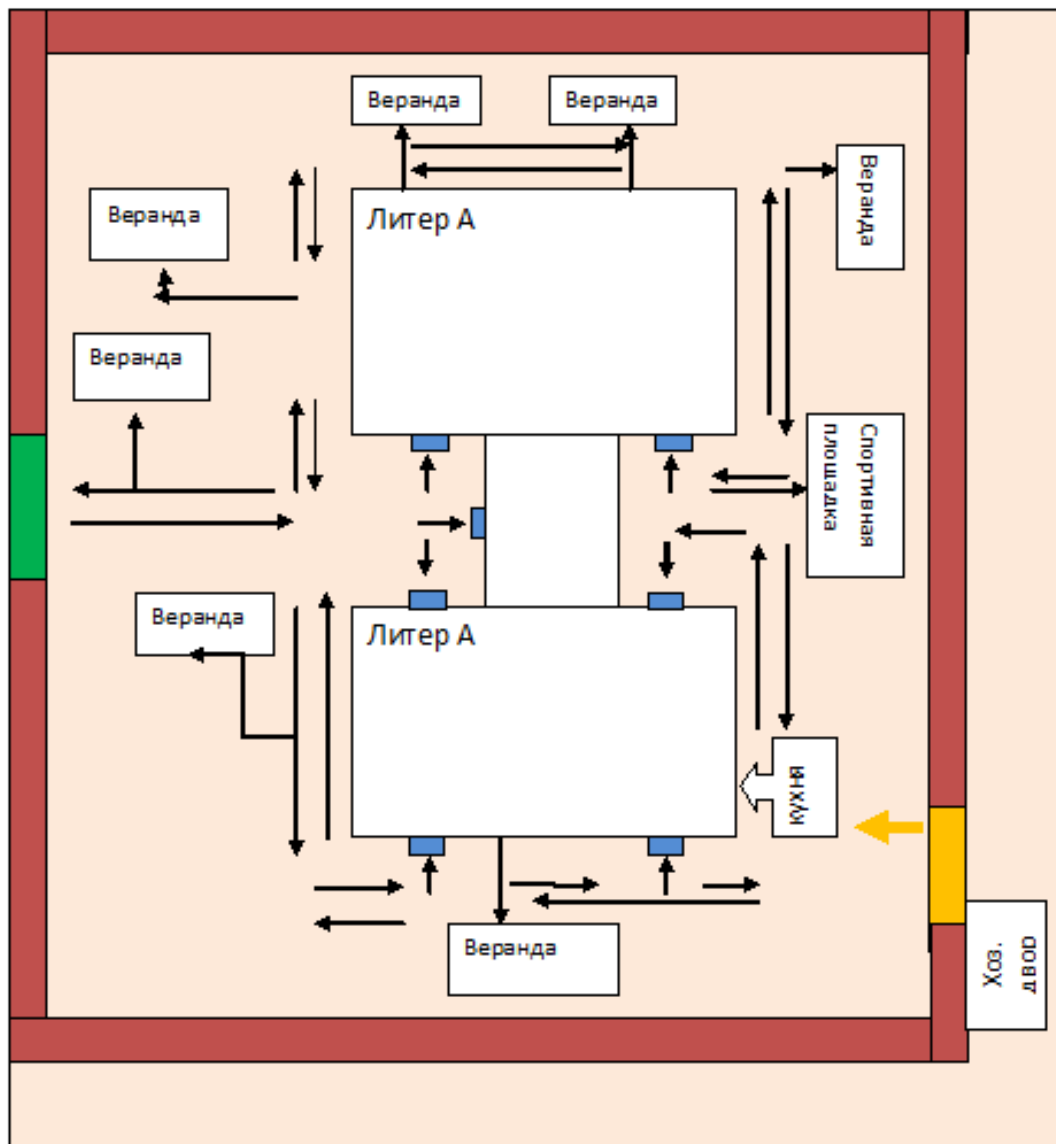 Веранда
Веранда
Веранда
Веранда
Литер А
Веранда
Спортивная
площадка
Веранда
Литер А
кухня
Веранда
Хоз.
двор